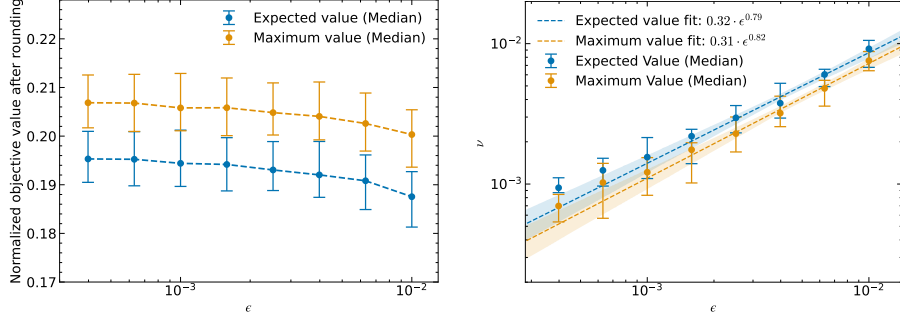 Normalized objective value after rounding
0.22
0.21
0.20
0.19
0.18
0.17
Expected value (Median)
Maximum value (Median)
10⁻³
10⁻²
ϵ
ν
10⁻²
10⁻³
Expected value fit: 0.32 · ϵ^0.79
Maximum value fit: 0.31 · ϵ^0.82
Expected Value (Median)
Maximum Value (Median)
10⁻³
10⁻²
ϵ